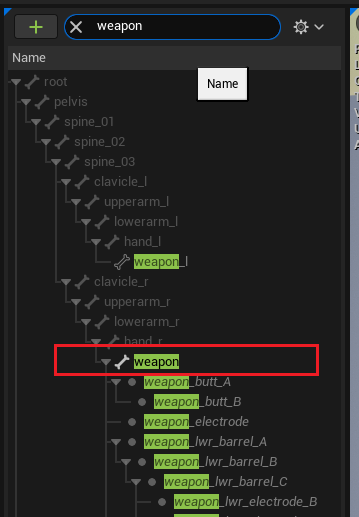 weapon
Name
Name
root
pelvis
spine_01
spine_02
spine_03
clavicle_l
upperarm_l
lowerarm_l
hand_l
weapon_l
clavicle_r
upperarm_r
lowerarm_r
hand_r
weapon
weapon_butt_A
weapon_butt_B
weapon_electrode
weapon_lwr_barrel_A
weapon_lwr_barrel_B
weapon_lwr_barrel_C
weapon_lwr_electrode_B